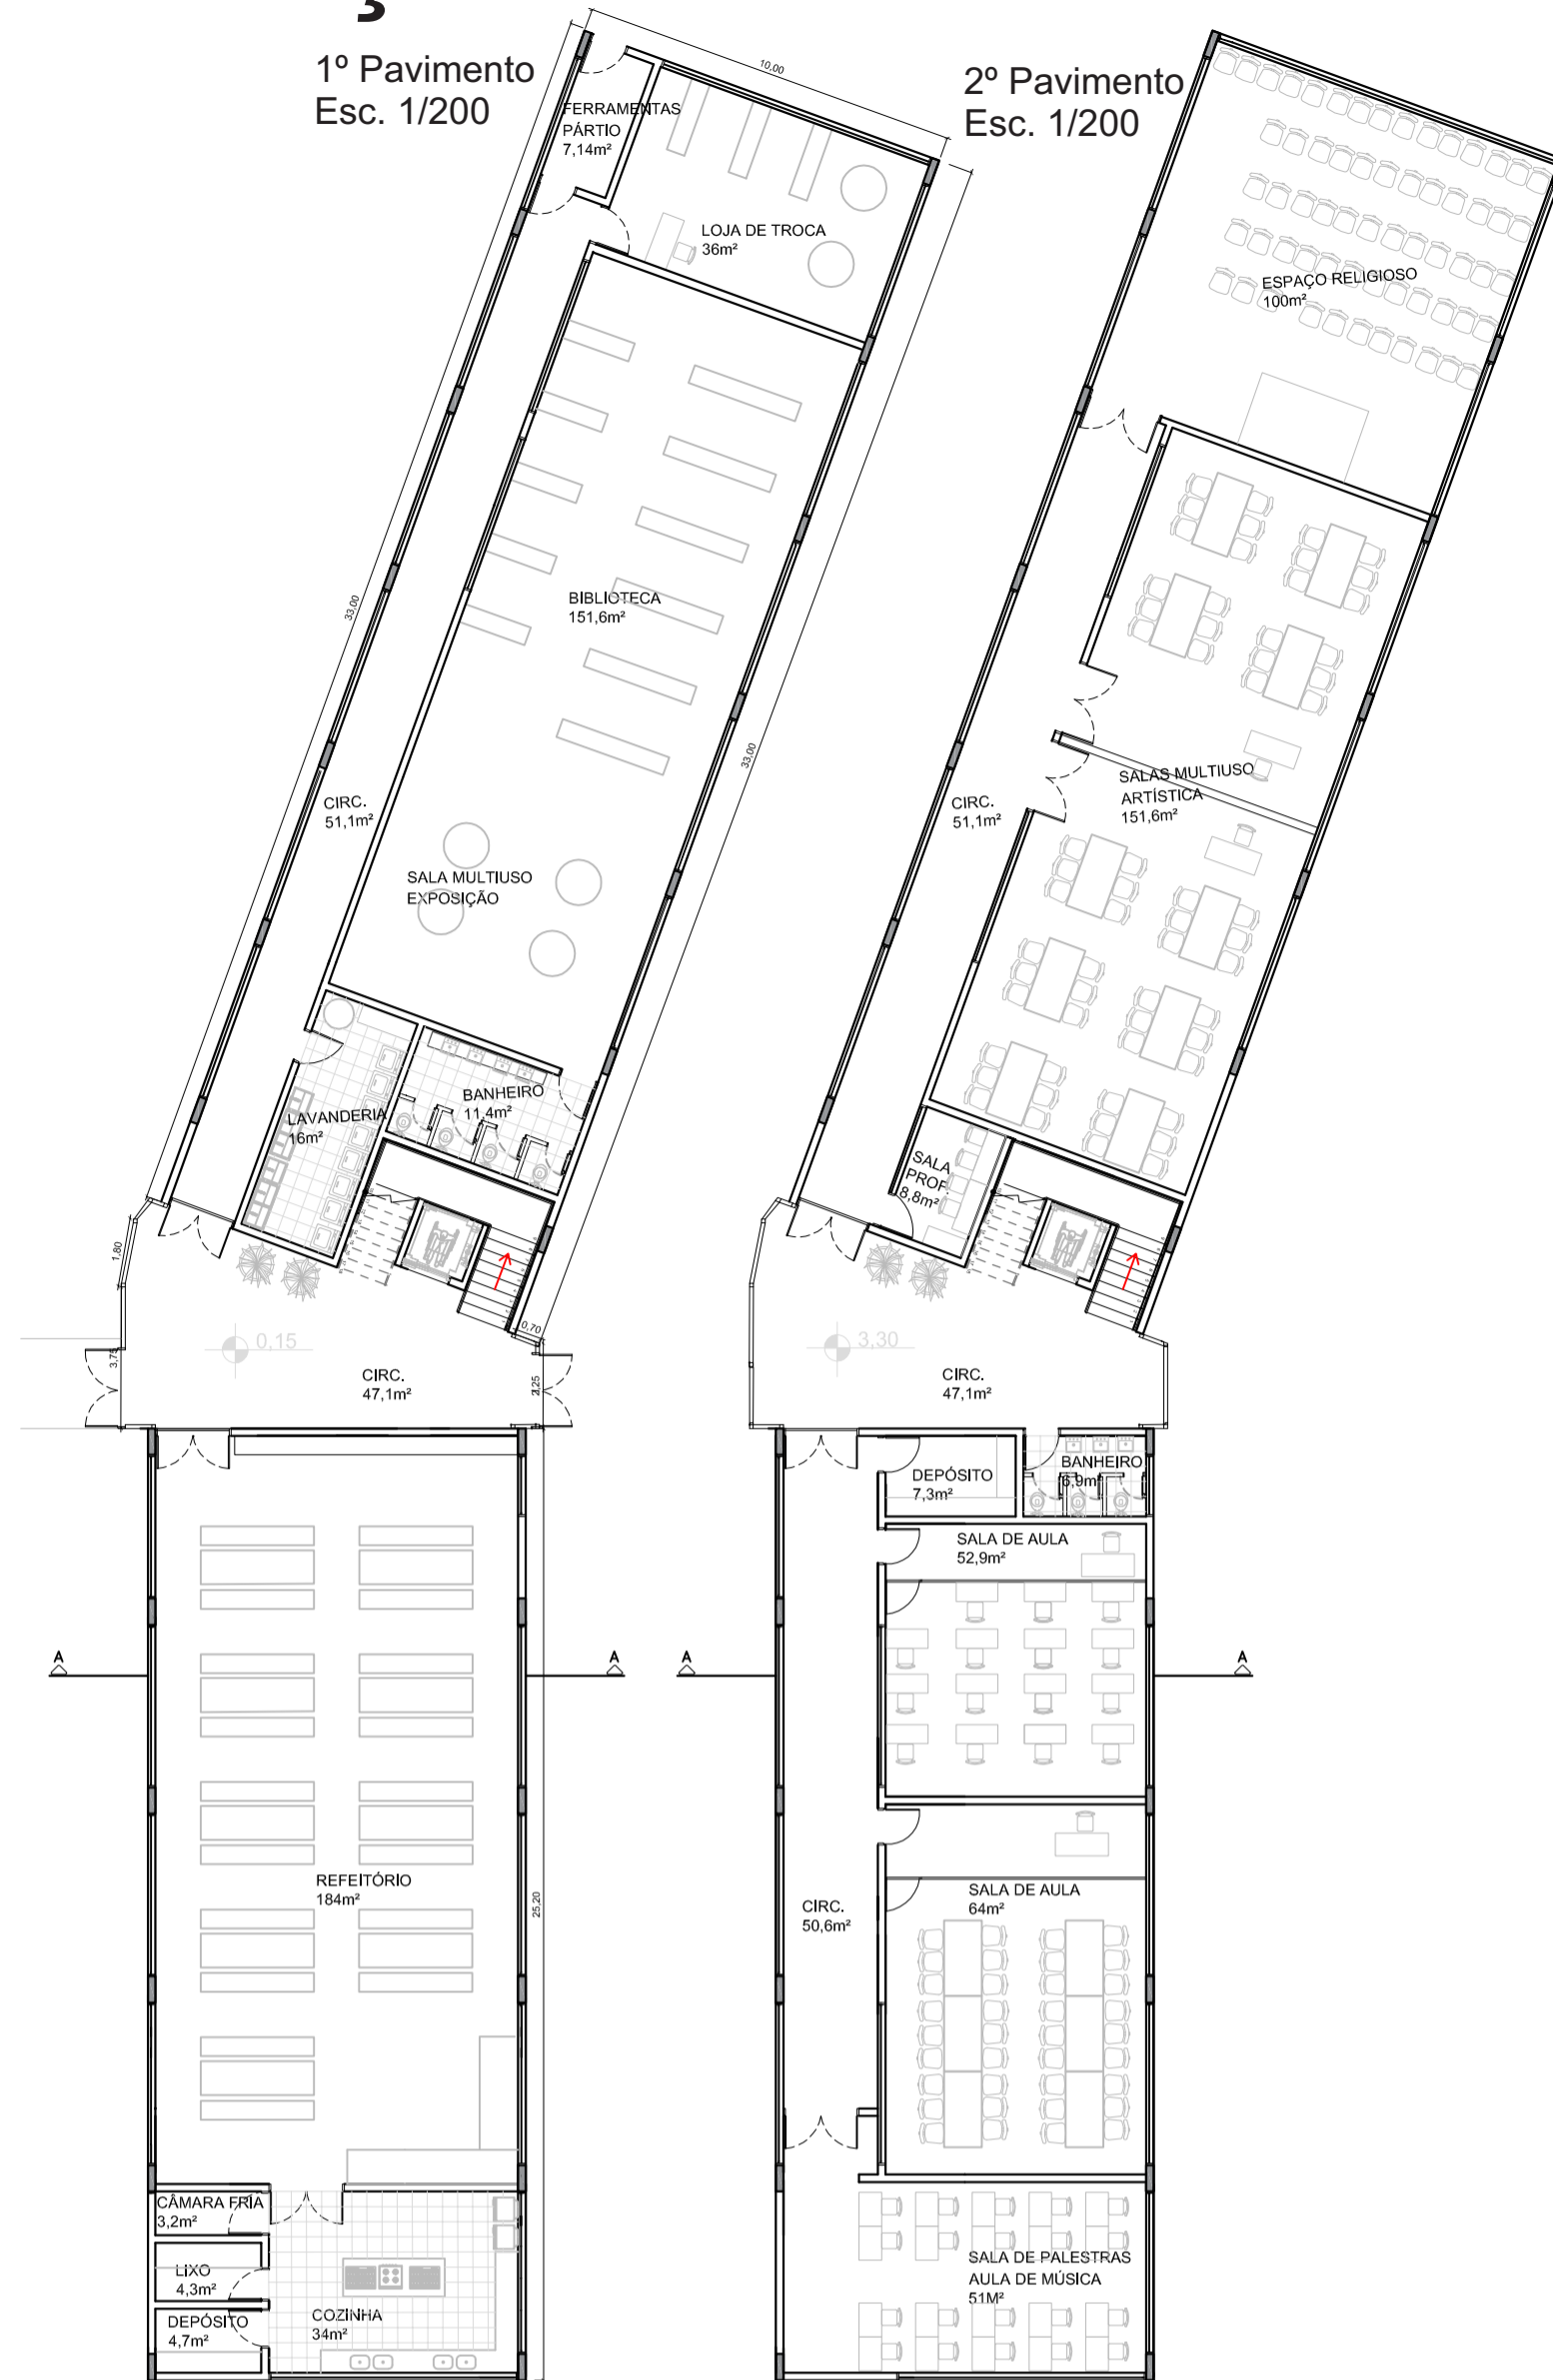 1º Pavimento
Esc. 1/200
10,00
FERRAMENTAS
PÁRTIO
7,14m²
LOJA DE TROCA
36m²
33,00
BIBLIOTECA
151,6m²
33,00
CIRC.
51,1m²
SALA MULTIUSO
EXPOSIÇÃO
BANHEIRO
11,4m²
LAVANDERIA
16m²
1,80
0,15
0,70
3,75
CIRC.
47,1m²
A
A
REFEITÓRIO
184m²
25,20
CÂMARA FRIA
3,2m²
LIXO
4,3m²
DEPÓSITO
4,7m²
COZINHA
34m²
2º Pavimento
Esc. 1/200
ESPAÇO RELIGIOSO
100m²
SALAS MULTIUSO
ARTÍSTICA
151,6m²
CIRC.
51,1m²
SALA
PROF.
8,8m²
3,30
CIRC.
47,1m²
DEPÓSITO
7,3m²
BANHEIRO
6,9m²
SALA DE AULA
52,9m²
A
A
SALA DE AULA
64m²
CIRC.
50,6m²
SALA DE PALESTRAS
AULA DE MÚSICA
51M²